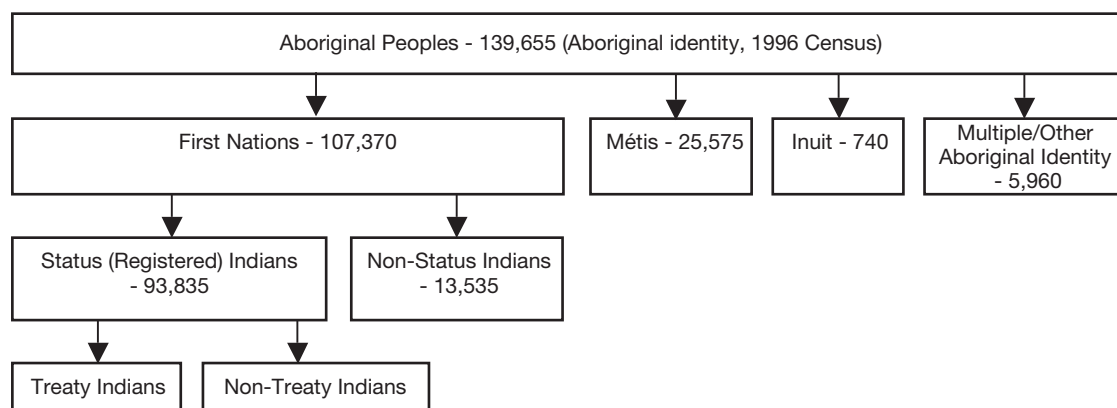 Aboriginal Peoples - 139,655 (Aboriginal identity, 1996 Census)
First Nations - 107,370
Métis - 25,575
Inuit - 740
Multiple/Other
Aboriginal Identity
- 5,960
Status (Registered) Indians
- 93,835
Non-Status Indians
- 13,535
Treaty Indians
Non-Treaty Indians